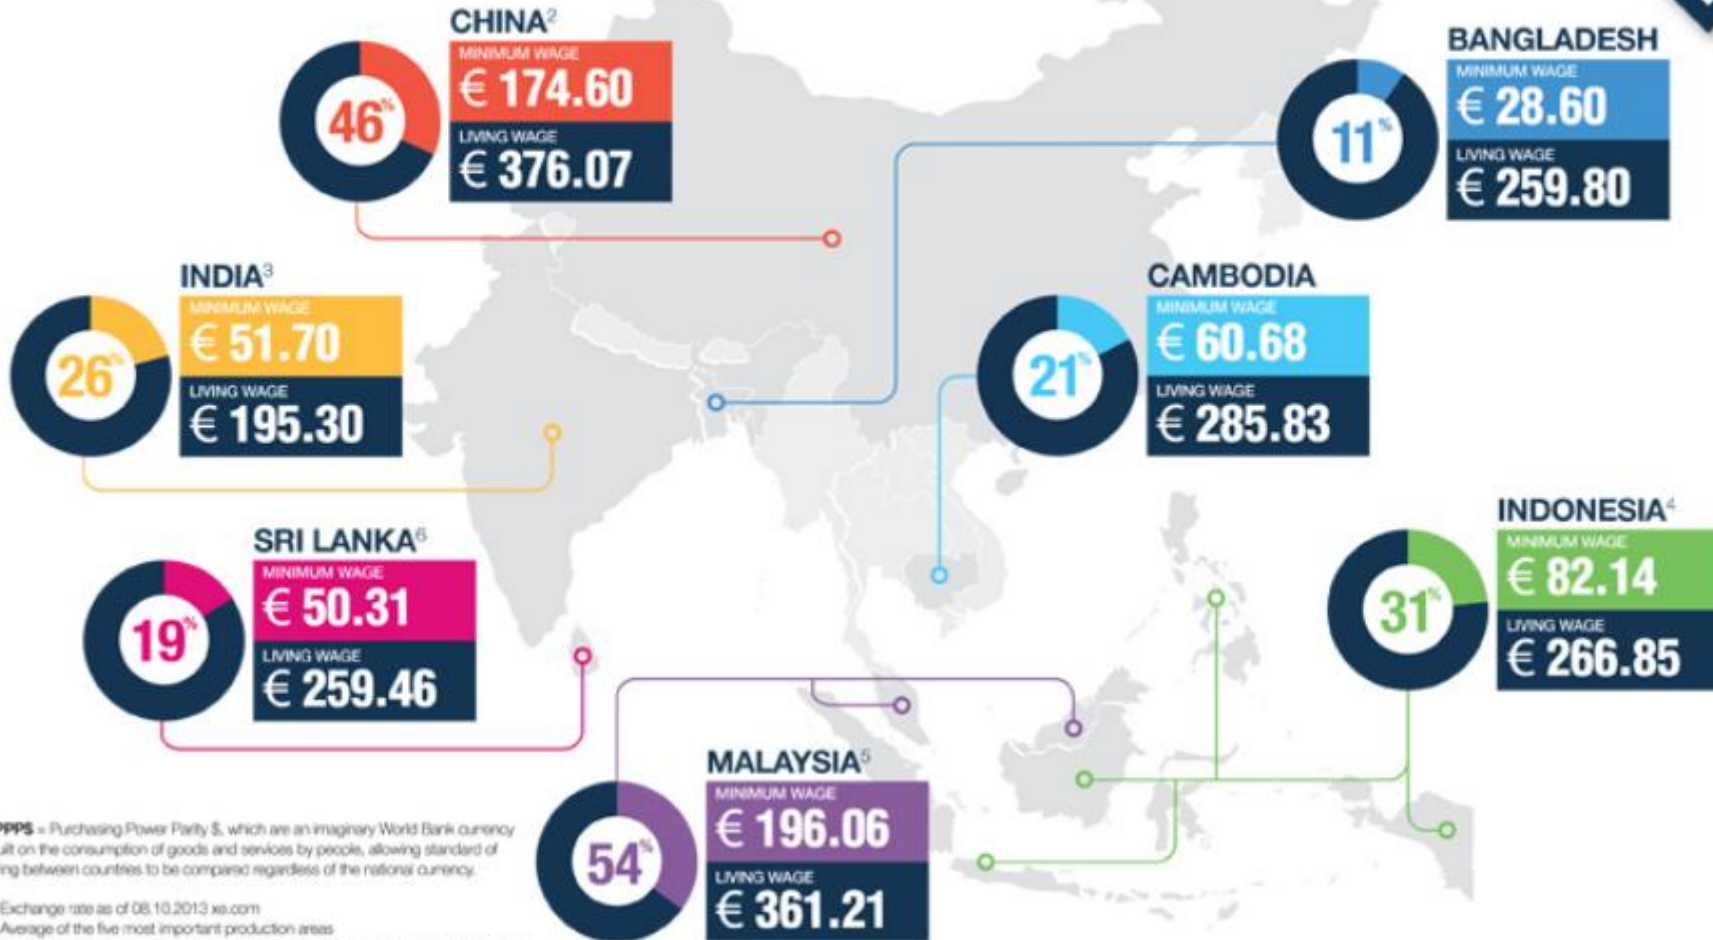 CHINA²
MINIMUM WAGE
€ 174.60
LIVING WAGE
€ 376.07
46%
BANGLADESH
MINIMUM WAGE
€ 28.60
LIVING WAGE
€ 259.80
11%
INDIA³
MINIMUM WAGE
€ 51.70
LIVING WAGE
€ 195.30
26%
CAMBODIA
MINIMUM WAGE
€ 60.68
LIVING WAGE
€ 285.83
21%
SRI LANKA⁶
MINIMUM WAGE
€ 50.31
LIVING WAGE
€ 259.46
19%
INDONESIA⁴
MINIMUM WAGE
€ 82.14
LIVING WAGE
€ 266.85
31%
MALAYSIA⁵
MINIMUM WAGE
€ 196.06
LIVING WAGE
€ 361.21
54%
PPP$ = Purchasing Power Parity $, which are an imaginary World Bank currency
uilt on the consumption of goods and services by people, allowing standard of
ing between countries to be compared regardless of the national currency.
Exchange rate as of 08.10.2013 xe.com
Average of the five most important production areas